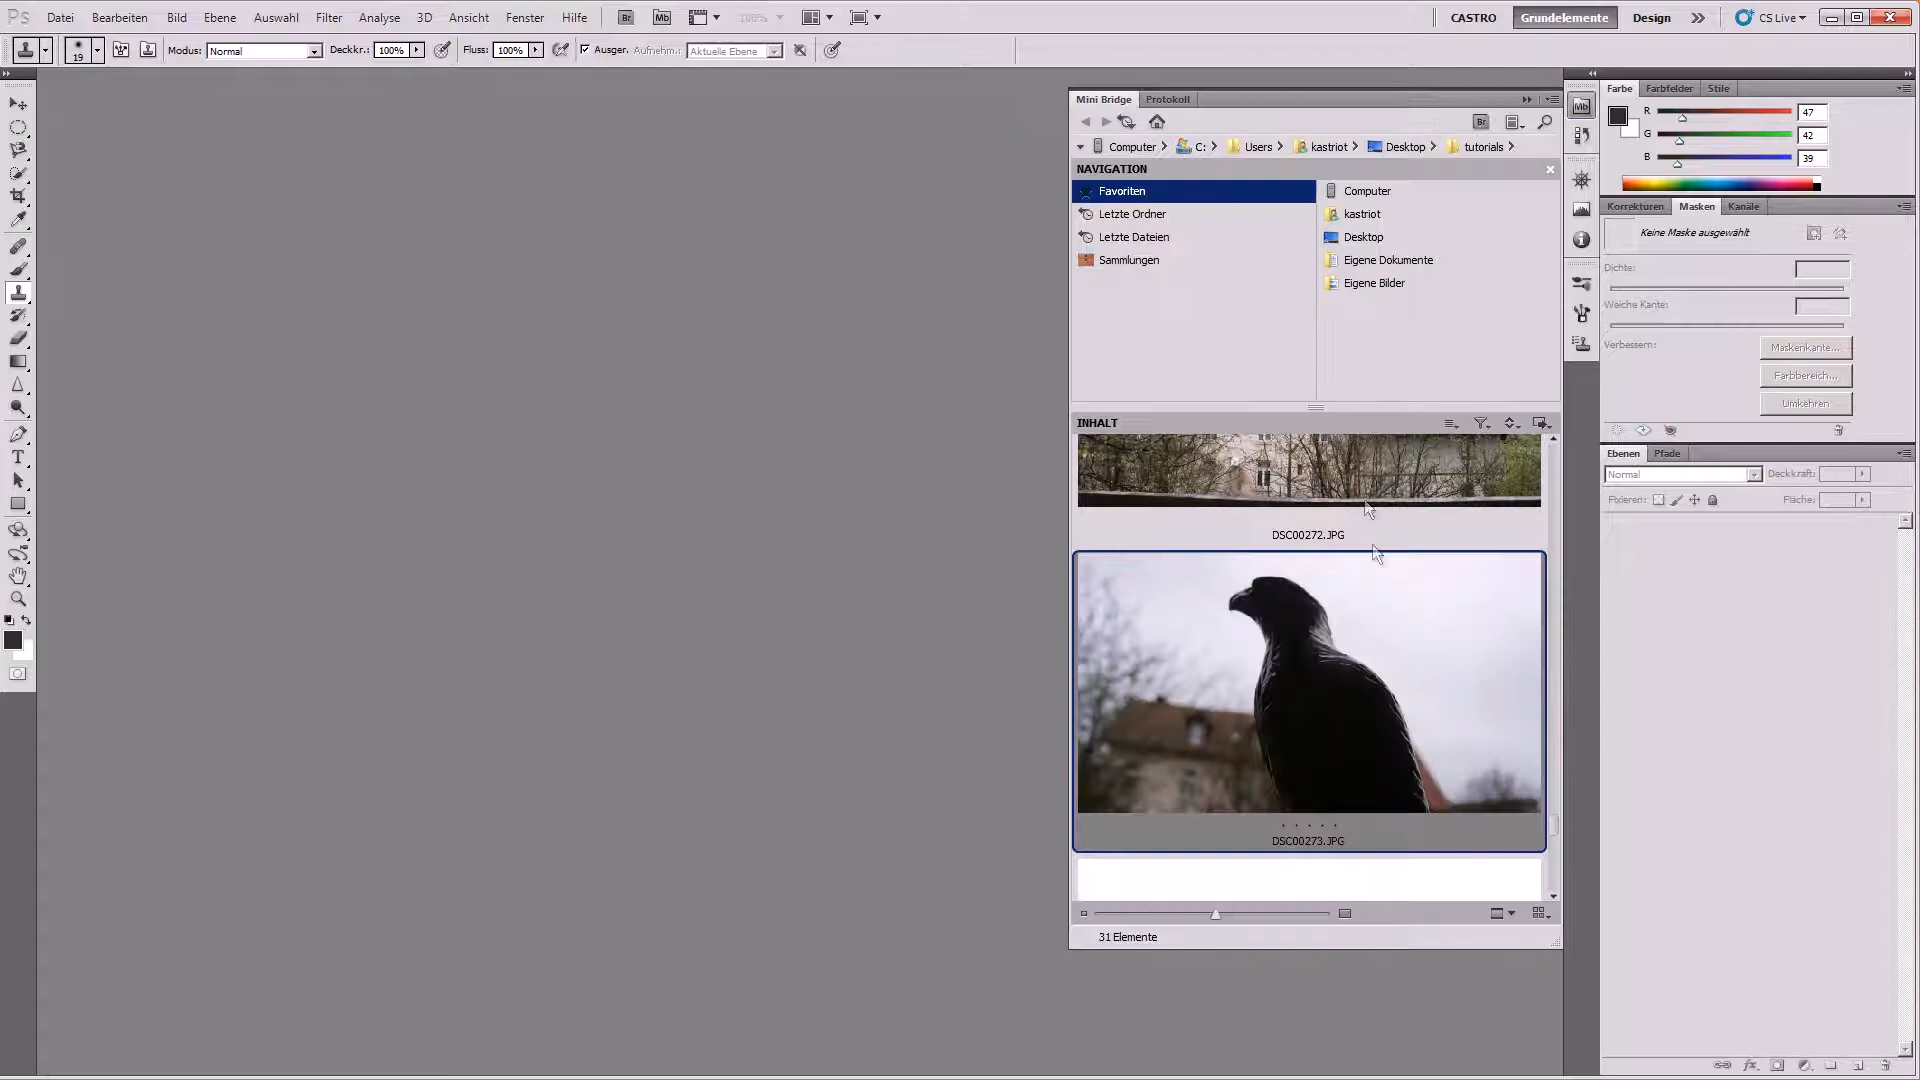 Ps Datei Bearbeiten Bild Ebene Auswahl Filter Analyse 3D Ansicht Fenster Hilfe Br Mb 100% CASTRO Grundelemente Design CS Live
19 Modus: Normal Deckkr.: 100% Fluss: 100% Ausger. Aufnehm.: Aktuelle Ebene
Mini Bridge Protokoll
Br
Computer C: Users kastriot Desktop tutorials
NAVIGATION
Favoriten
Letzte Ordner
Letzte Dateien
Sammlungen
Computer
kastriot
Desktop
Eigene Dokumente
Eigene Bilder
INHALT
DSC00272.JPG
DSC00273.JPG
31 Elemente
Mb
Farbe Farbfelder Stile
R 47
G 42
B 39
Korrekturen Masken Kanäle
Keine Maske ausgewählt
Dichte:
Weiche Kante:
Verbessern: Maskenkante...
Farbbereich...
Umkehren
Ebenen Pfade
Normal Deckkraft:
Fixieren: Fläche:
T
fx